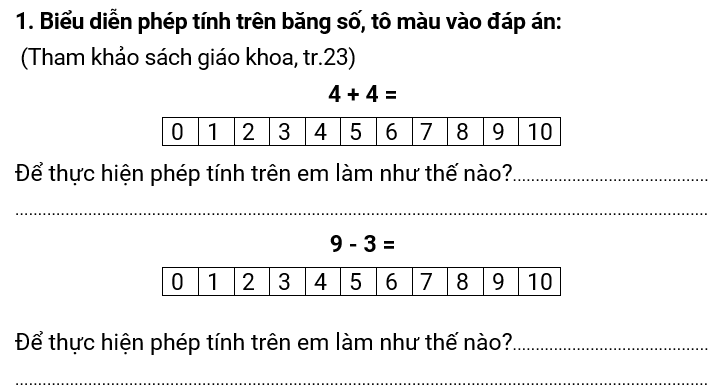 1. Biểu diễn phép tính trên băng số, tô màu vào đáp án:
(Tham khảo sách giáo khoa, tr.23)
4 + 4 =
0 1 2 3 4 5 6 7 8 9 10
Để thực hiện phép tính trên em làm như thế nào?..........................................
....................................................................................................................................................
9 - 3 =
0 1 2 3 4 5 6 7 8 9 10
Để thực hiện phép tính trên em làm như thế nào?..........................................
....................................................................................................................................................